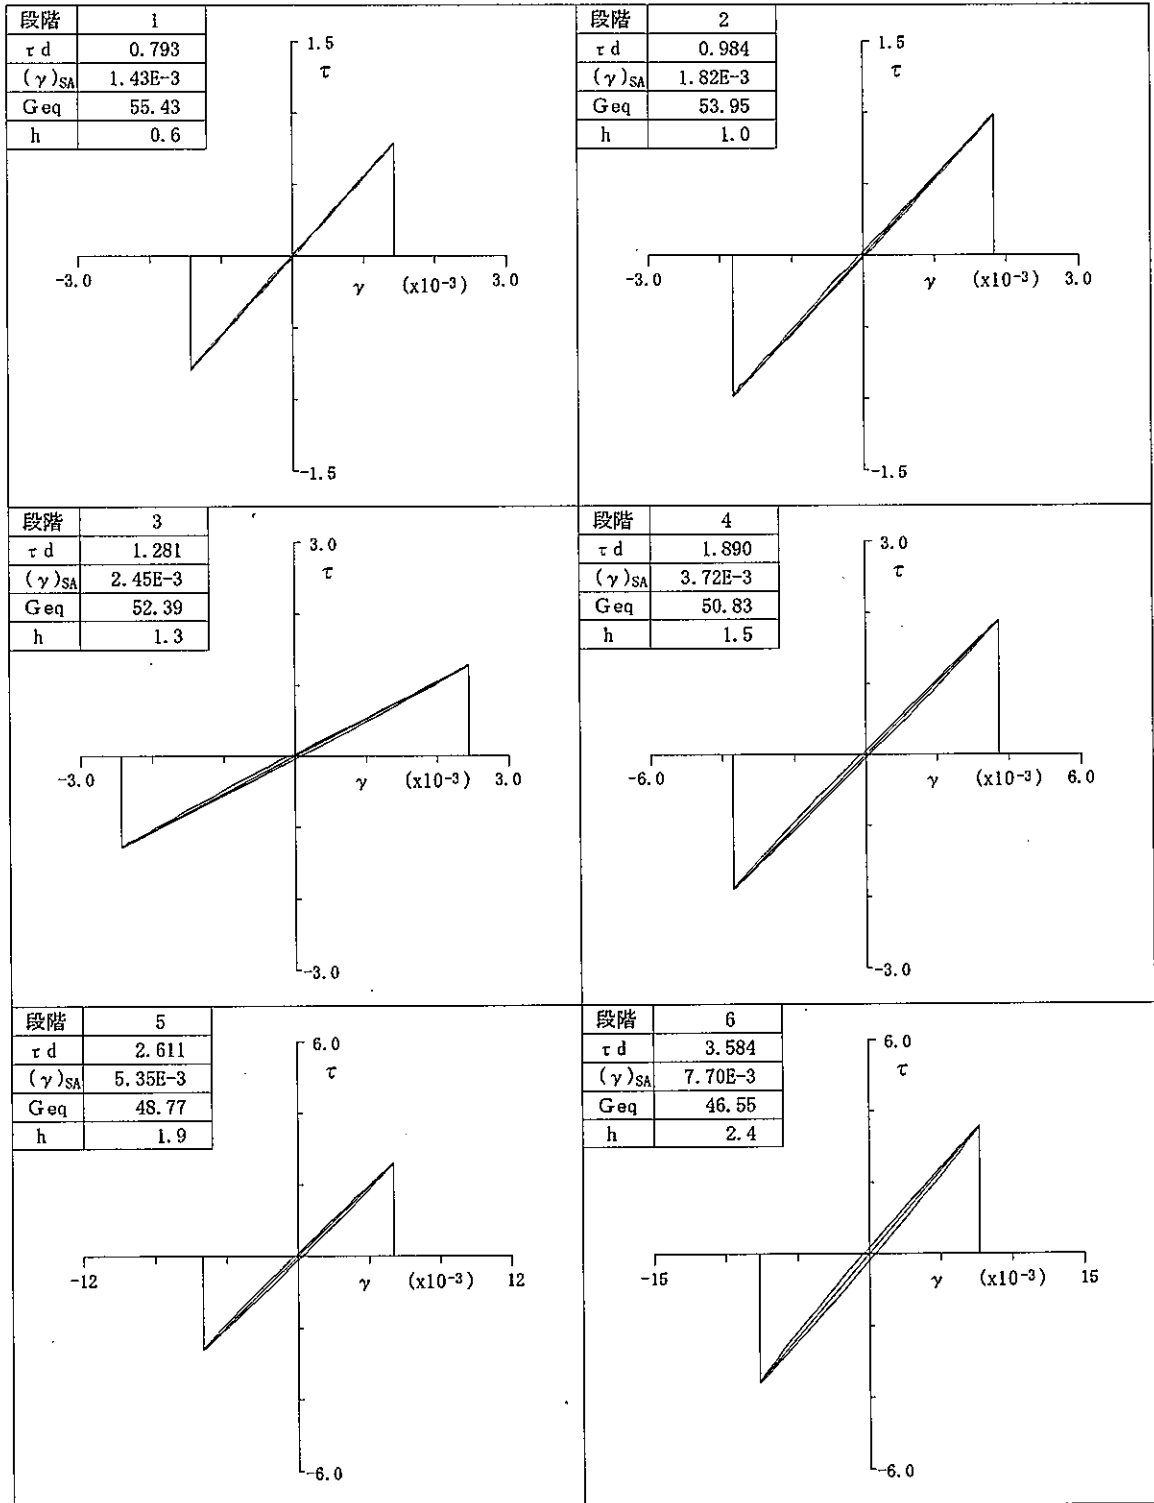 段階 1
τd 0.793
(γ)SA 1.43E-3
Geq 55.43
h 0.6
1.5
τ
-3.0 γ (x10-3) 3.0
-1.5
段階 2
τd 0.984
(γ)SA 1.82E-3
Geq 53.95
h 1.0
1.5
τ
-3.0 γ (x10-3) 3.0
-1.5
段階 3
τd 1.281
(γ)SA 2.45E-3
Geq 52.39
h 1.3
3.0
τ
-3.0 γ (x10-3) 3.0
-3.0
段階 4
τd 1.890
(γ)SA 3.72E-3
Geq 50.83
h 1.5
3.0
τ
-6.0 γ (x10-3) 6.0
-3.0
段階 5
τd 2.611
(γ)SA 5.35E-3
Geq 48.77
h 1.9
6.0
τ
-12 γ (x10-3) 12
-6.0
段階 6
τd 3.584
(γ)SA 7.70E-3
Geq 46.55
h 2.4
6.0
τ
-15 γ (x10-3) 15
-6.0